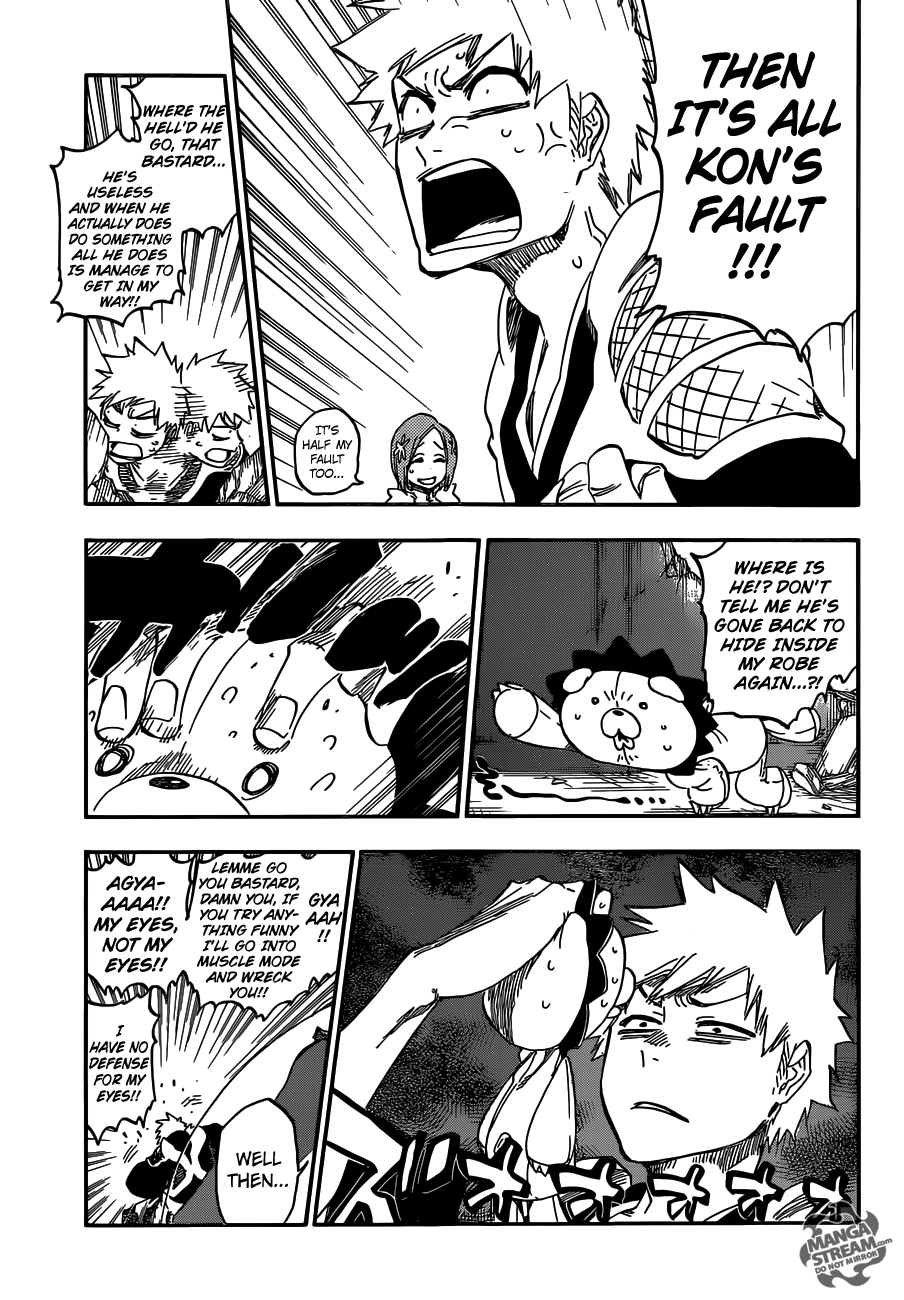 THEN
IT'S ALL
KON'S
FAULT
!!!
IT'S
HALF MY
FAULT
TOO...
WHERE THE
HELL'D HE
GO, THAT
BASTARD...
HE'S
USELESS
AND WHEN HE
ACTUALLY DOES
DO SOMETHING
ALL HE DOES
IS MANAGE TO
GET IN MY
WAY!!
WHERE IS
HE!? DON'T
TELL ME HE'S
GONE BACK TO
HIDE INSIDE
MY ROBE
AGAIN...?!
GYA
AAH
!!
LEMME GO
YOU BASTARD,
DAMN YOU, IF
YOU TRY ANY-
THING FUNNY
I'LL GO INTO
MUSCLE MODE
AND WRECK
YOU!!
AGYA-
AAAA!!
MY EYES,
NOT MY
EYES!!
I
HAVE NO
DEFENSE
FOR MY
EYES!!
WELL
THEN...
MANGA
STREAM.com
DO NOT MIRROR